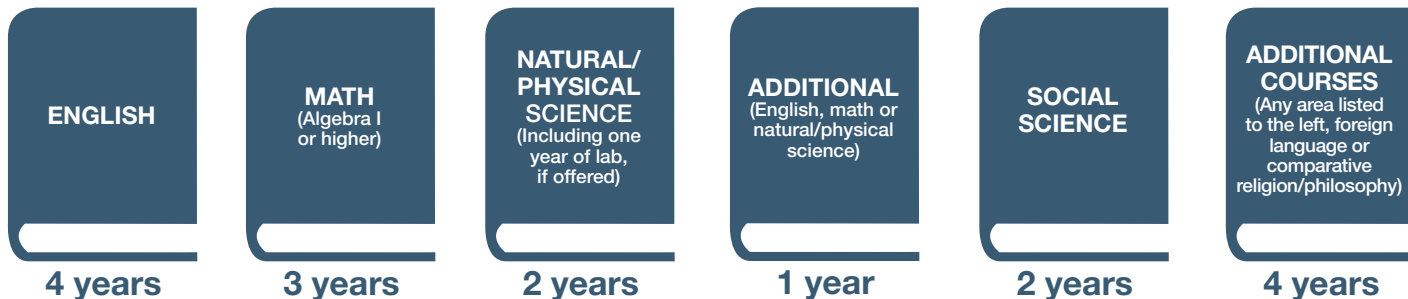 ENGLISH
4 years
MATH
(Algebra I
or higher)
3 years
NATURAL/
PHYSICAL
SCIENCE
(Including one
year of lab,
if offered)
2 years
ADDITIONAL
(English, math or
natural/physical
science)
1 year
SOCIAL
SCIENCE
2 years
ADDITIONAL
COURSES
(Any area listed
to the left, foreign
language or
comparative
religion/philosophy)
4 years